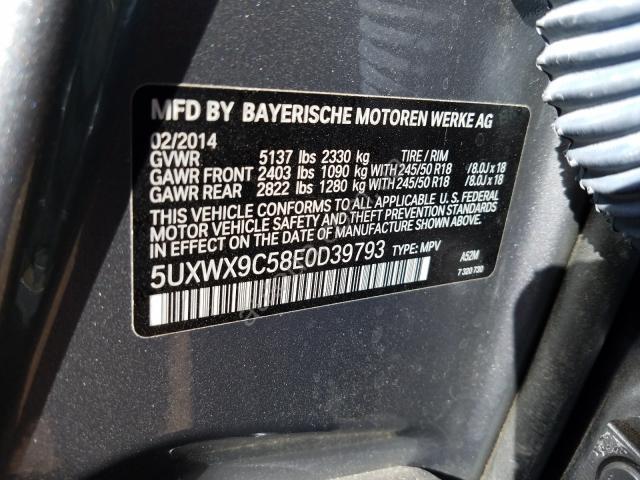 MFD BY BAYERISCHE MOTOREN WERKE AG
02/2014
GVWR 5137 lbs 2330 kg TIRE / RIM
GAWR FRONT 2403 lbs 1090 kg WITH 245/50 R18 /8.0J x 18
GAWR REAR 2822 lbs 1280 kg WITH 245/50 R18 /8.0J x 18
THIS VEHICLE CONFORMS TO ALL APPLICABLE U. S. FEDERAL
MOTOR VEHICLE SAFETY AND THEFT PREVENTION STANDARDS
IN EFFECT ON THE DATE OF MANUFACTURE SHOWN ABOVE.
5UXWX9C58E0D39793 TYPE: MPV
A52M
7 320 730